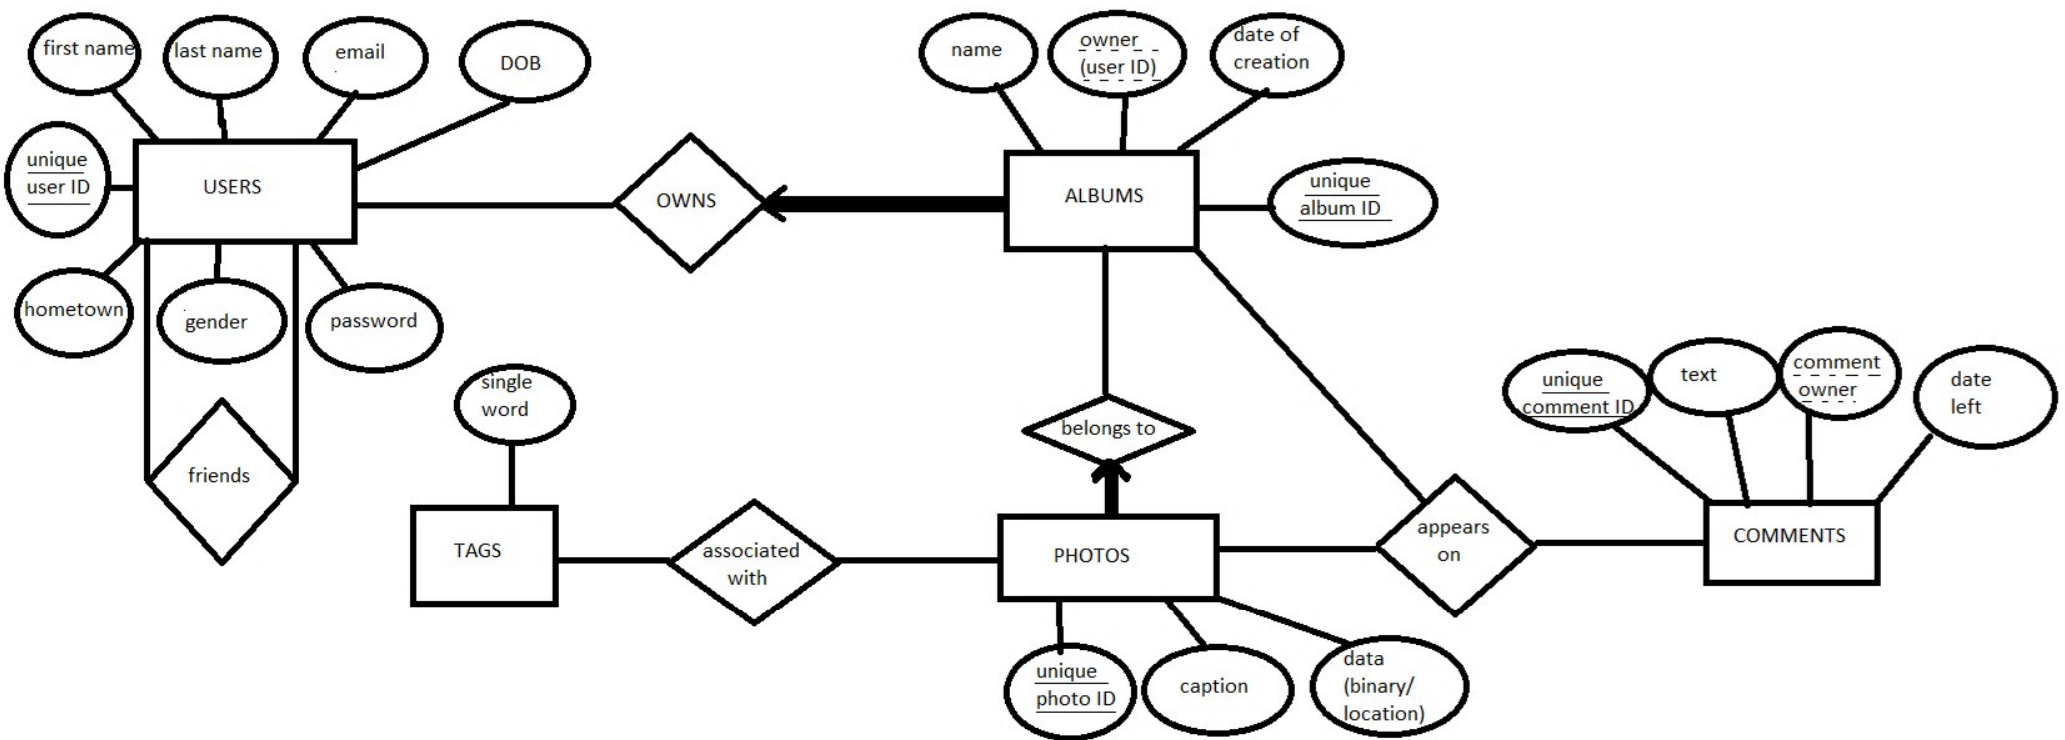 first name
last name
email
DOB
name
owner
(user ID)
date of
creation
unique
user ID
USERS
OWNS
ALBUMS
unique
album ID
hometown
gender
password
single
word
belongs to
unique
comment ID
text
comment
owner
date
left
friends
TAGS
associated
with
PHOTOS
appears
on
COMMENTS
unique
photo ID
caption
data
(binary/
location)